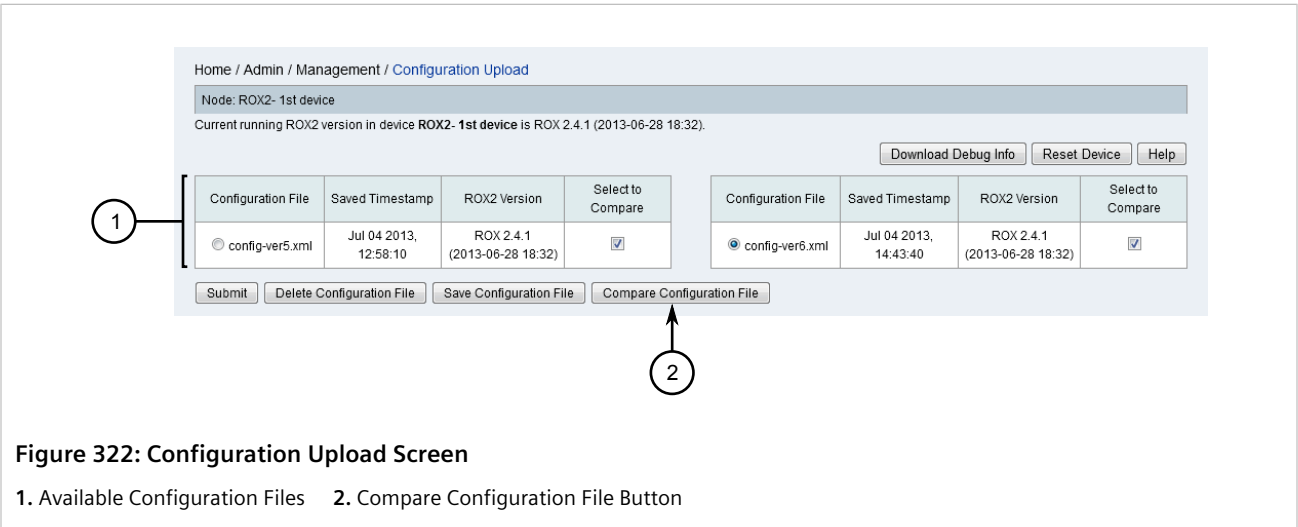 Home / Admin / Management / Configuration Upload
Node: ROX2- 1st device
Current running ROX2 version in device ROX2- 1st device is ROX 2.4.1 (2013-06-28 18:32).
Download Debug Info Reset Device Help
Configuration File Saved Timestamp ROX2 Version Select to Compare Configuration File Saved Timestamp ROX2 Version Select to Compare
config-ver5.xml Jul 04 2013, 12:58:10 ROX 2.4.1 (2013-06-28 18:32) config-ver6.xml Jul 04 2013, 14:43:40 ROX 2.4.1 (2013-06-28 18:32)
1
Submit Delete Configuration File Save Configuration File Compare Configuration File
2
Figure 322: Configuration Upload Screen
1. Available Configuration Files 2. Compare Configuration File Button